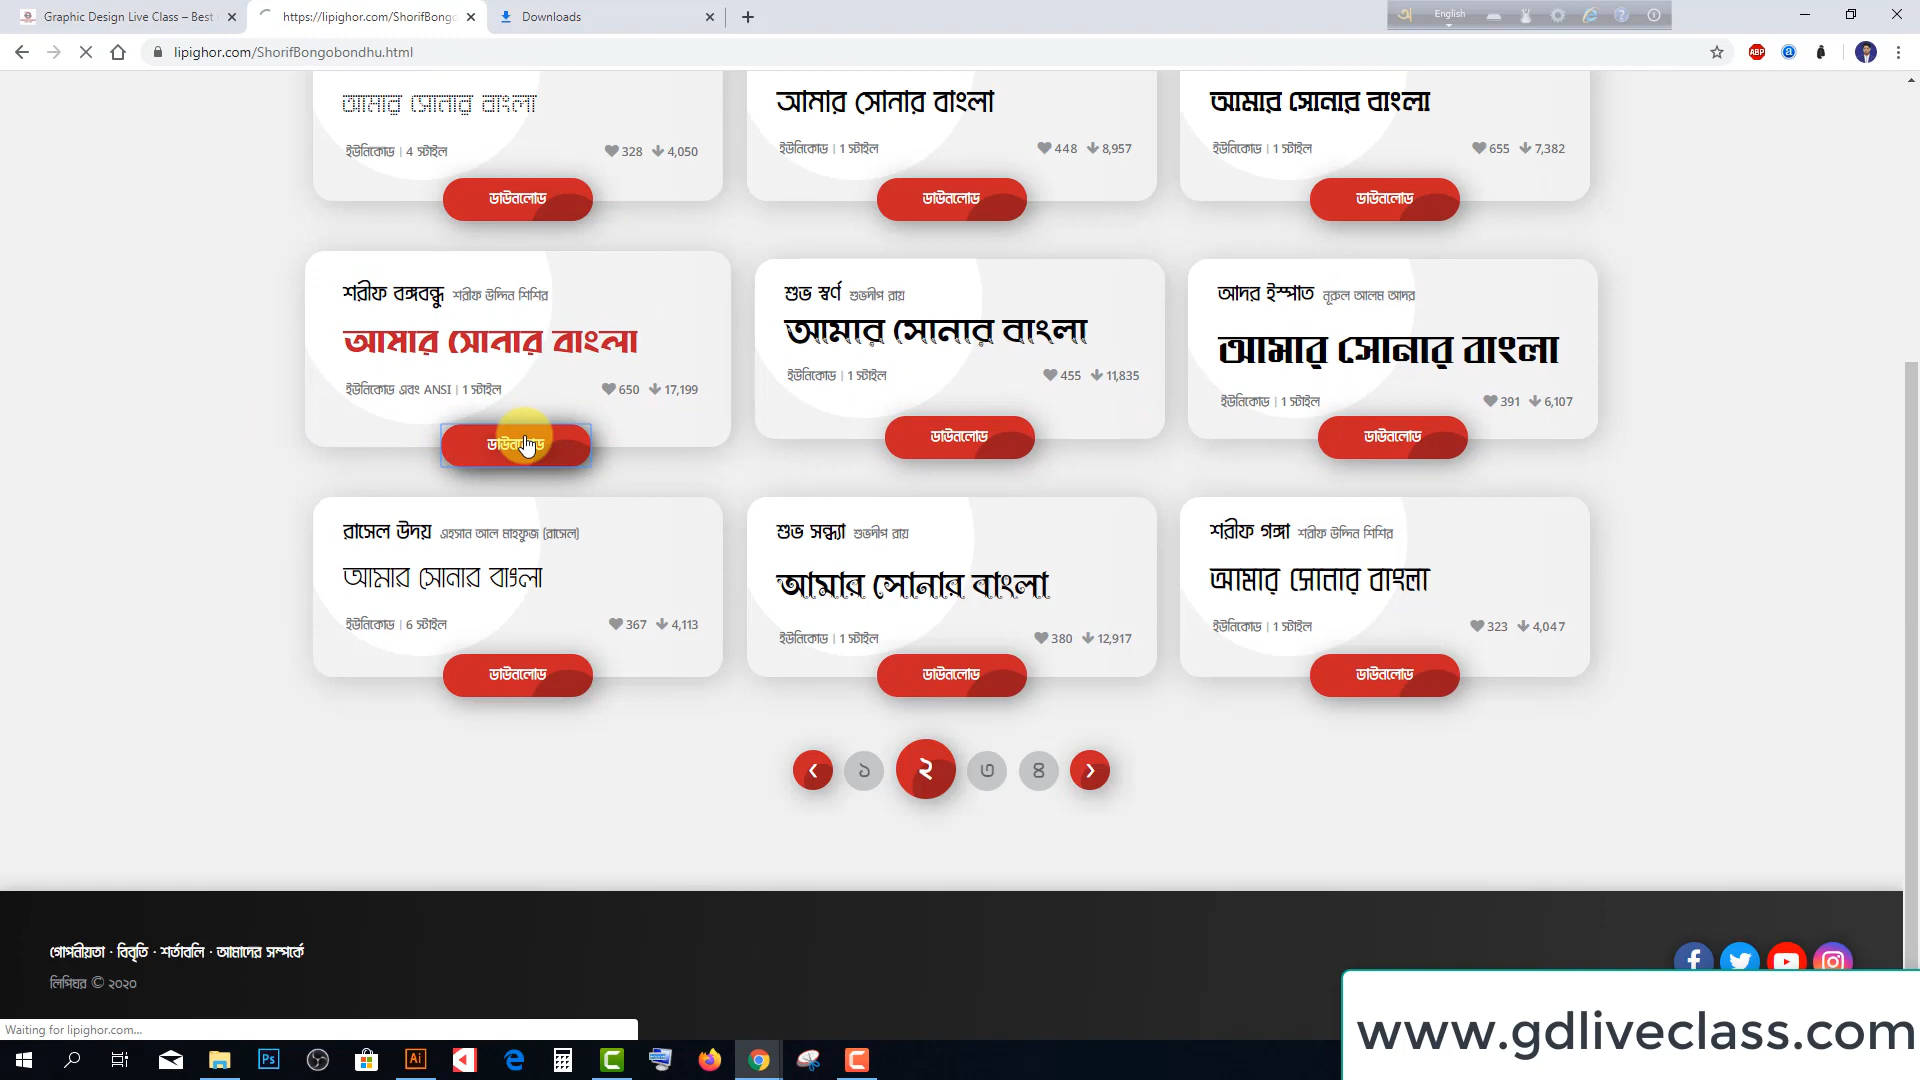 Graphic Design Live Class – Best
https://lipighor.com/ShorifBongo
Downloads
English
lipighor.com/ShorifBongobondhu.html
ABP
আমার সোনার বাংলা
আমার সোনার বাংলা
আমার সোনার বাংলা
ইউনিকোড | 4 স্টাইল
328
4,050
ইউনিকোড | 1 স্টাইল
448
8,957
ইউনিকোড | 1 স্টাইল
655
7,382
ডাউনলোড
ডাউনলোড
ডাউনলোড
শরীফ বঙ্গবন্ধু শরীফ উদ্দিন শিশির
শুভ স্বর্ণ শুভদীপ রায়
আদর ইস্পাত নূরুল আলম আদর
আমার সোনার বাংলা
আমার সোনার বাংলা
আমার সোনার বাংলা
ইউনিকোড এবং ANSI | 1 স্টাইল
650
17,199
ইউনিকোড | 1 স্টাইল
455
11,835
ইউনিকোড | 1 স্টাইল
391
6,107
ডাউনলোড
ডাউনলোড
ডাউনলোড
রাসেল উদয় এহসান আল মাহফুজ (রাসেল)
শুভ সন্ধ্যা শুভদীপ রায়
শরীফ গঙ্গা শরীফ উদ্দিন শিশির
আমার সোনার বাংলা
আমার সোনার বাংলা
আমার সোনার বাংলা
ইউনিকোড | 6 স্টাইল
367
4,113
ইউনিকোড | 1 স্টাইল
380
12,917
ইউনিকোড | 1 স্টাইল
323
4,047
ডাউনলোড
ডাউনলোড
ডাউনলোড
‹ ১ ২ ৩ ৪ ›
গোপনীয়তা · বিবৃতি · শর্তাবলি · আমাদের সম্পর্কে
লিপিঘর © ২০২০
Waiting for lipighor.com...
www.gdliveclass.com
Ps
Ai